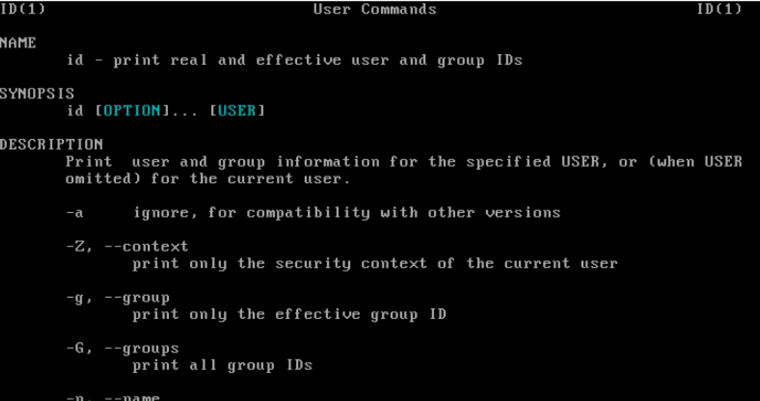 ID(1) User Commands ID(1)
NAME
id - print real and effective user and group IDs
SYNOPSIS
id [OPTION]... [USER]
DESCRIPTION
Print user and group information for the specified USER, or (when USER
omitted) for the current user.
-a ignore, for compatibility with other versions
-Z, --context
print only the security context of the current user
-g, --group
print only the effective group ID
-G, --groups
print all group IDs
-n, --name